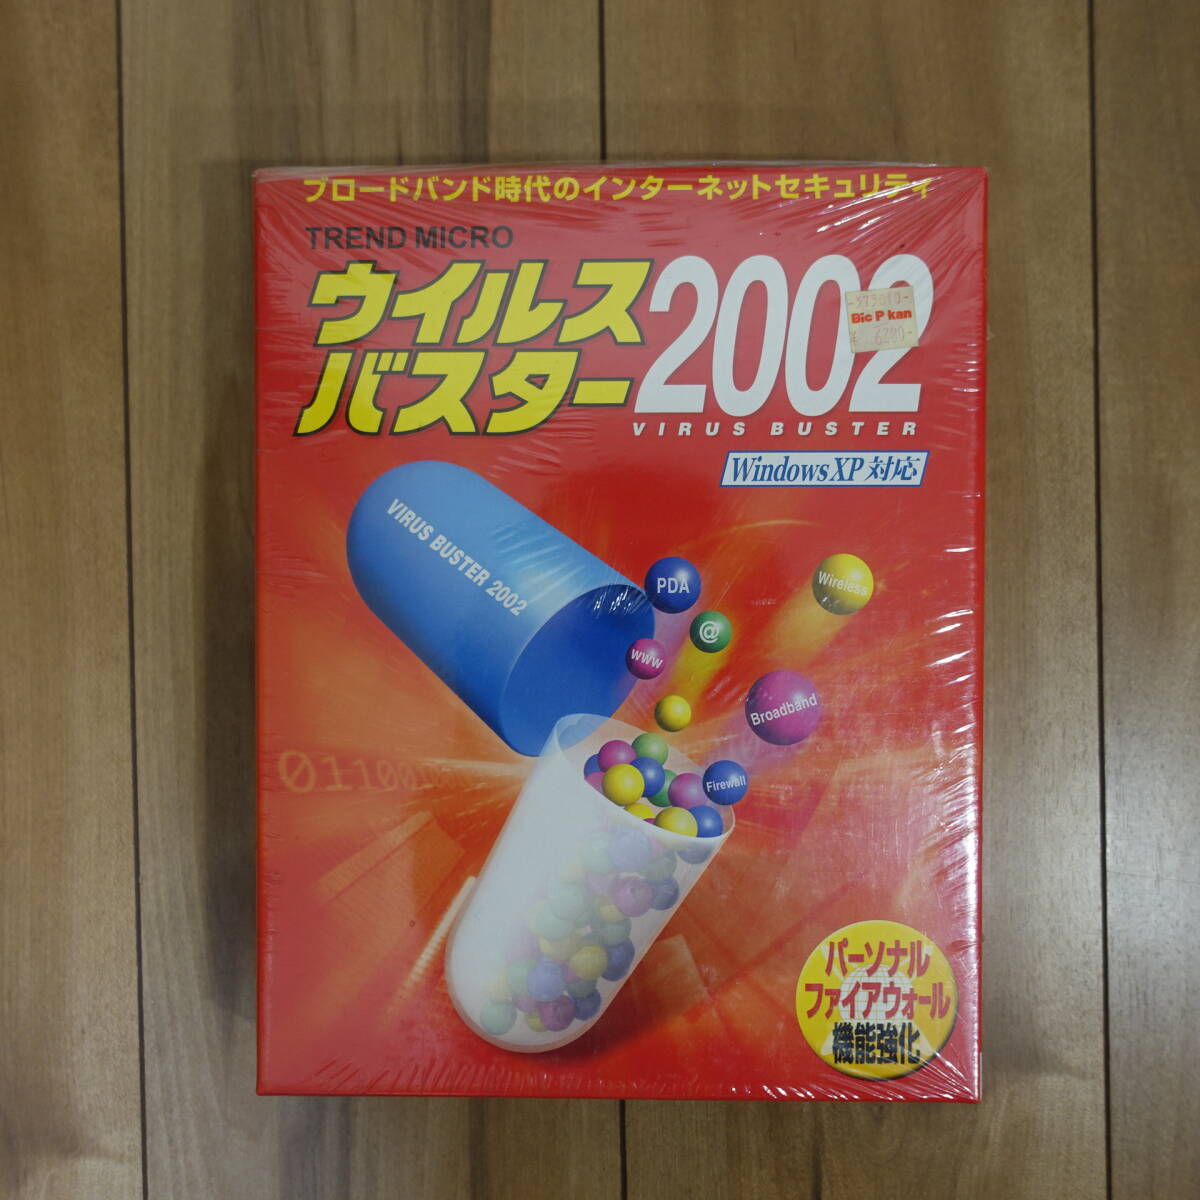 ブロードバンド時代のインターネットセキュリティ
TREND MICRO
ウイルス
バスター
2002
-373810-
Bic P kan
¥ 6280-
VIRUS BUSTER
WindowsXP 対応
VIRUS BUSTER 2002
PDA
Wireless
@
WWW
Broadband
Firewall
パーソナル
ファイアウォール
機能強化